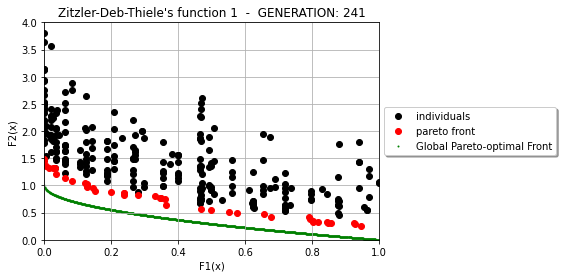 Zitzler-Deb-Thiele's function 1 - GENERATION: 241
4.0
3.5
3.0
2.5
2.0
1.5
1.0
0.5
0.0
F2(x)
0.0 0.2 0.4 0.6 0.8 1.0
F1(x)
individuals
pareto front
Global Pareto-optimal Front